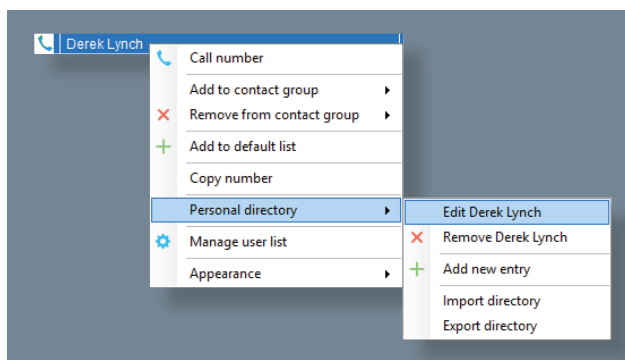 Derek Lynch
Call number
Add to contact group
Remove from contact group
Add to default list
Copy number
Personal directory
Manage user list
Appearance
Edit Derek Lynch
Remove Derek Lynch
Add new entry
Import directory
Export directory